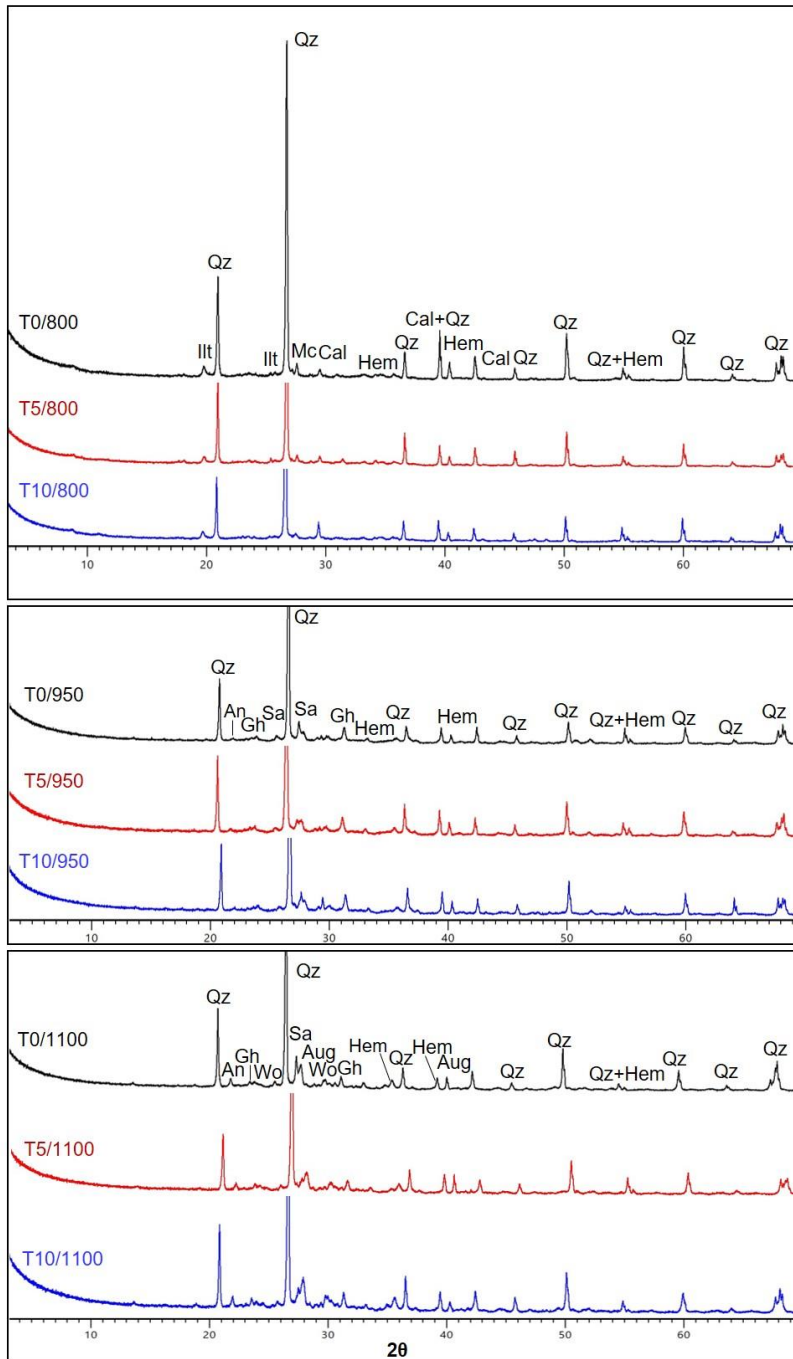 Qz
Qz
T0/800
Ilt
Ilt
Mc
Cal
Hem
Qz
Cal+Qz
Hem
Cal
Qz
Qz
Qz+Hem
Qz
Qz
Qz
T5/800
T10/800
10 20 30 40 50 60
Qz
Qz
T0/950
An
Gh
Sa
Sa
Gh
Hem
Qz
Hem
Qz
Qz
Qz+Hem
Qz
Qz
Qz
T5/950
T10/950
10 20 30 40 50 60
Qz
Qz
T0/1100
An
Gh
Wo
Sa
Aug
Wo
Gh
Hem
Qz
Hem
Aug
Qz
Qz
Qz+Hem
Qz
Qz
Qz
T5/1100
T10/1100
10 20 30 40 50 60
2θ